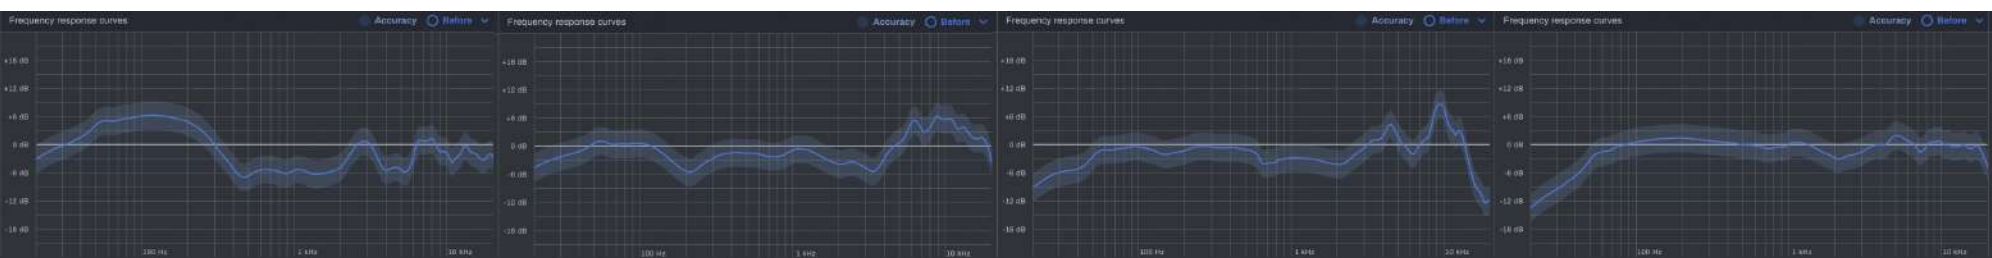 Frequency response curves Accuracy Before
+18 dB
+12 dB
+6 dB
0 dB
-6 dB
-12 dB
-18 dB
100 Hz 1 kHz 10 kHz
Frequency response curves Accuracy Before
+18 dB
+12 dB
+6 dB
0 dB
-6 dB
-12 dB
-18 dB
100 Hz 1 kHz 10 kHz
Frequency response curves Accuracy Before
+18 dB
+12 dB
+6 dB
0 dB
-6 dB
-12 dB
-18 dB
100 Hz 1 kHz 10 kHz
Frequency response curves Accuracy Before
+18 dB
+12 dB
+6 dB
0 dB
-6 dB
-12 dB
-18 dB
100 Hz 1 kHz 10 kHz